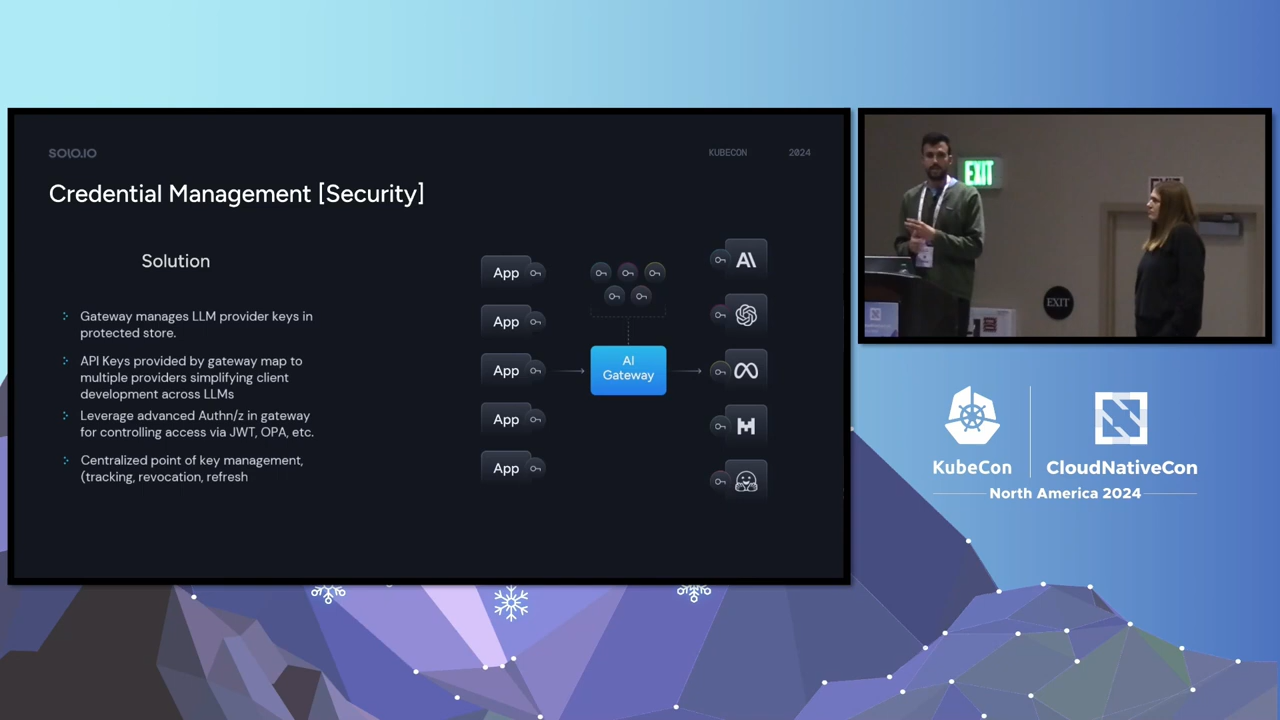 SOLO.IO
KUBECON 2024
Credential Management [Security]
Solution
Gateway manages LLM provider keys in
protected store.
API Keys provided by gateway map to
multiple providers simplifying client
development across LLMs
Leverage advanced Authn/z in gateway
for controlling access via JWT, OPA, etc.
Centralized point of key management,
(tracking, revocation, refresh
App
App
App
App
App
AI
Gateway
A\
EXIT
EXIT
KubeCon
CloudNativeCon
North America 2024